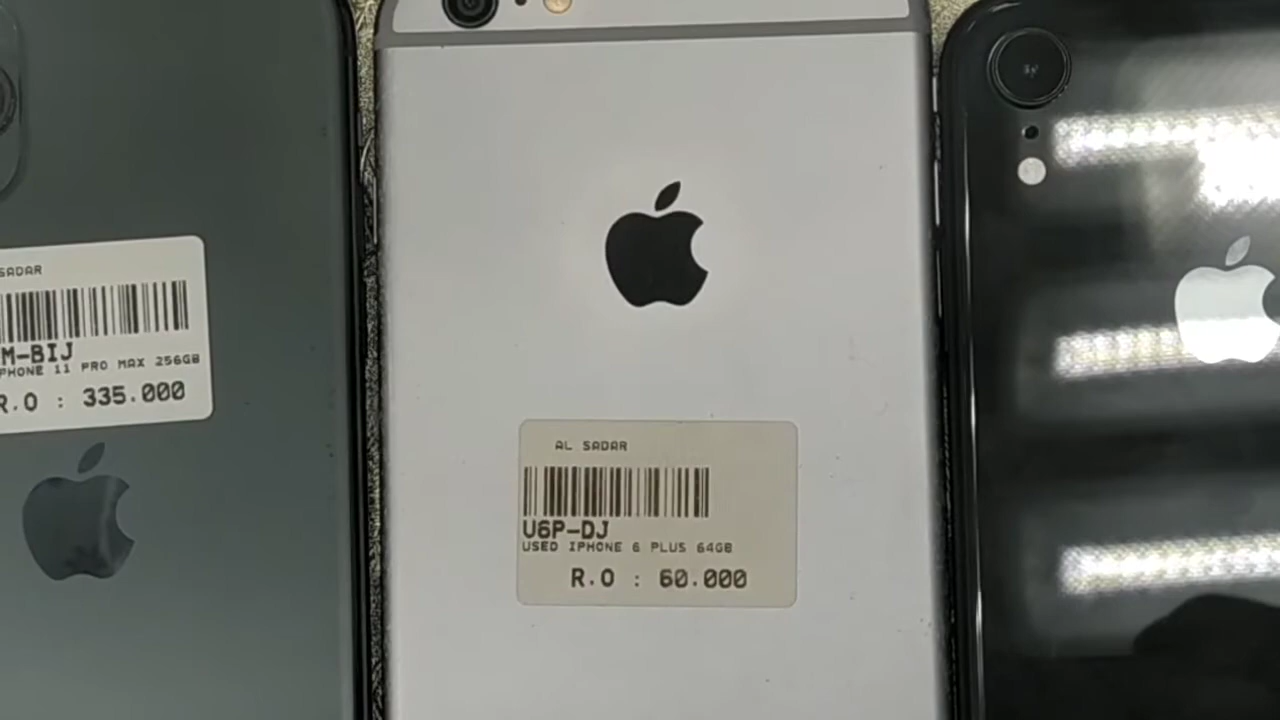 SADAR
M-BIJ
PHONE 11 PRO MAX 256GB
R.O : 335.000
AL SADAR
U6P-DJ
USED IPHONE 6 PLUS 64GB
R.O : 60.000